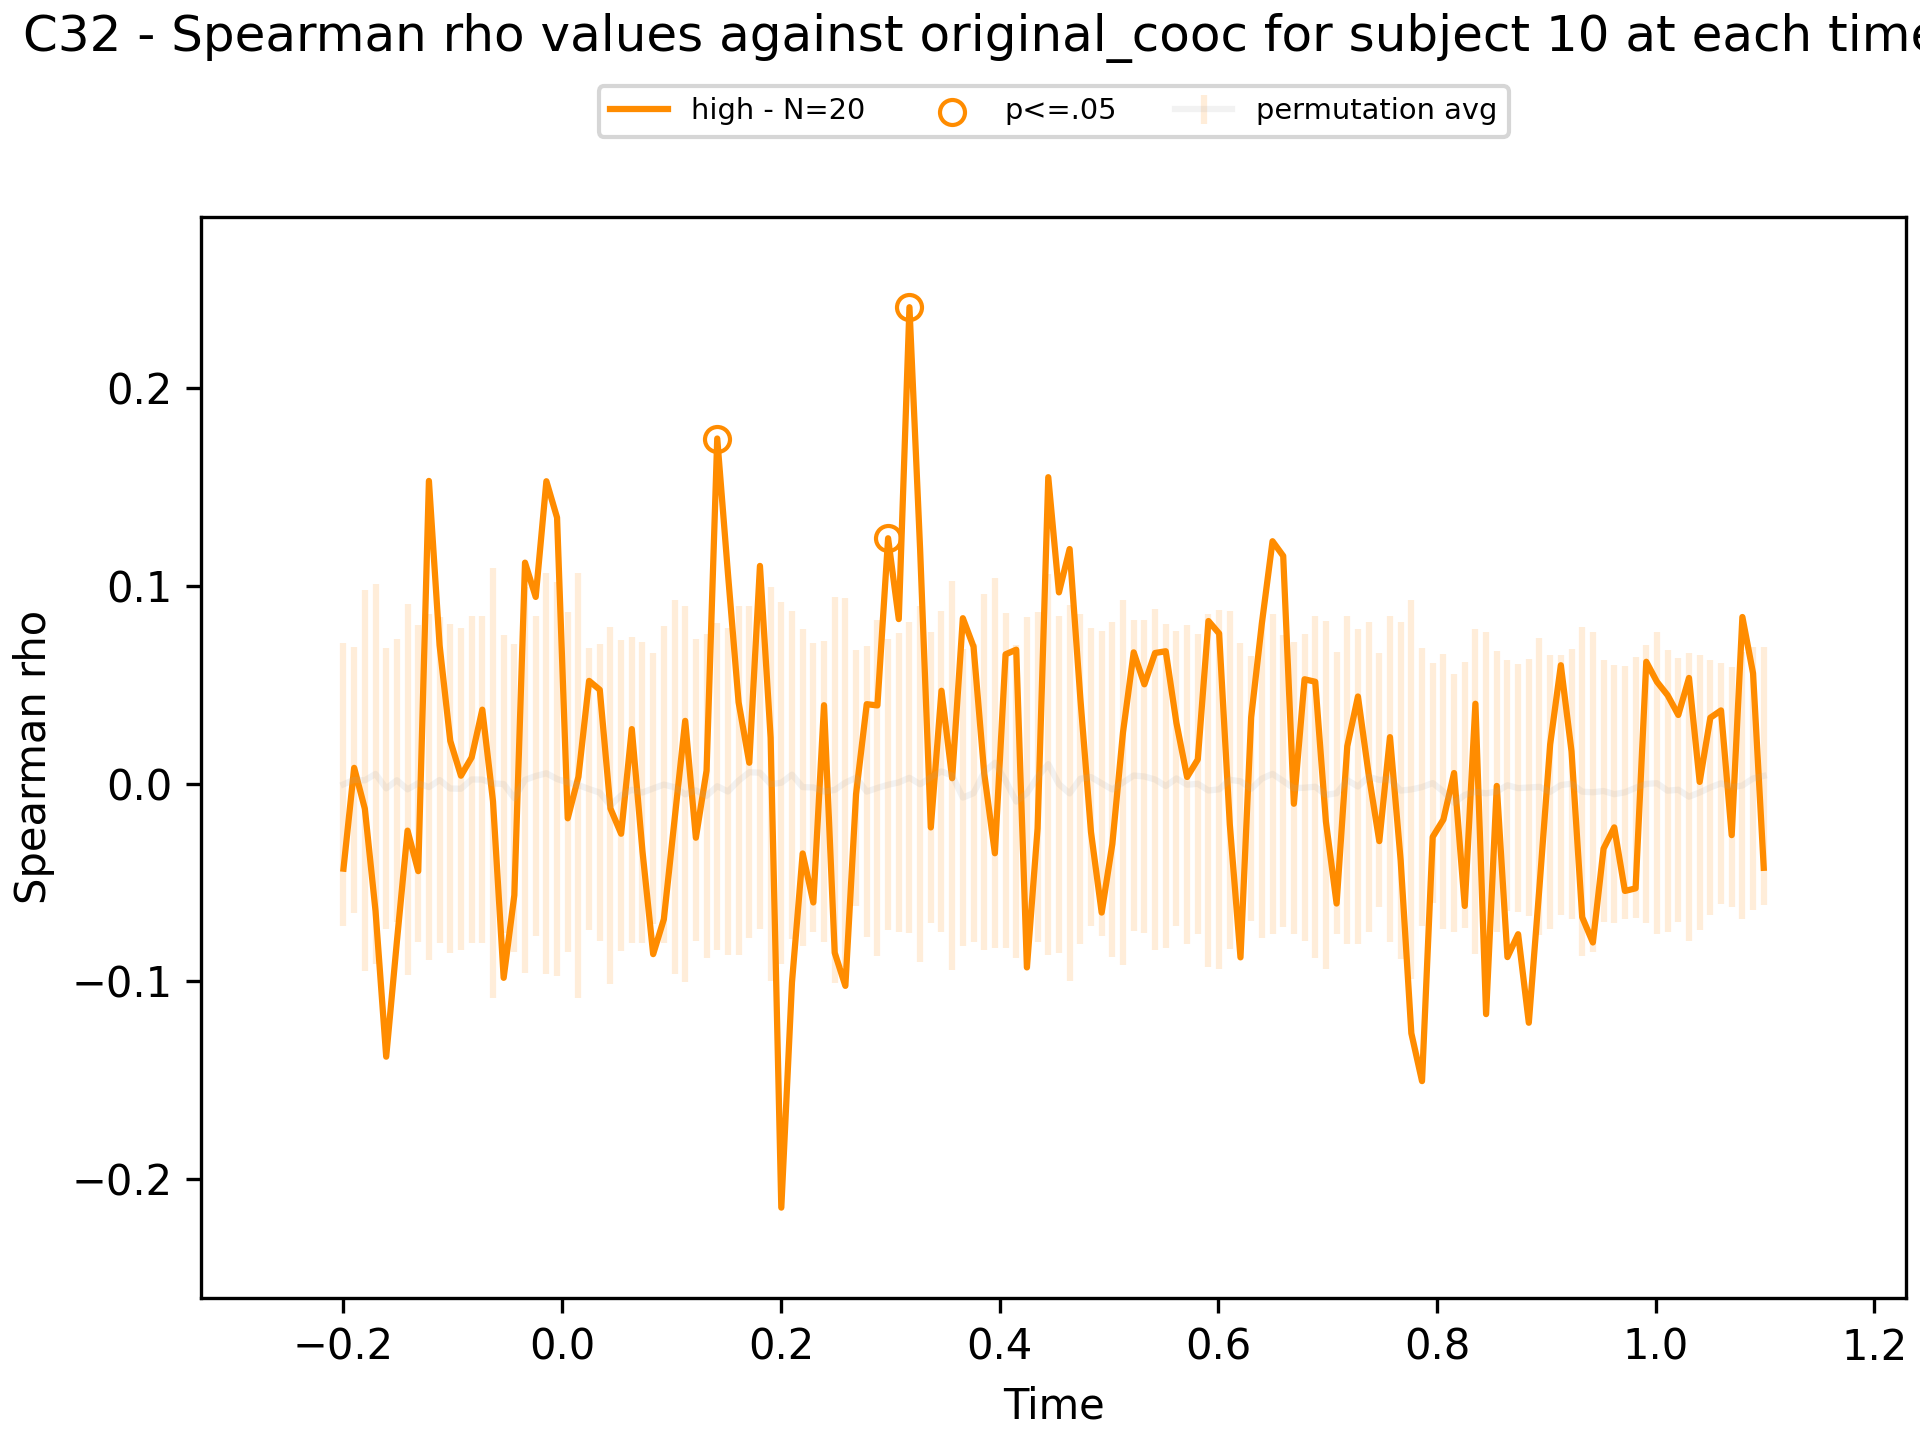 C32 - Spearman rho values against original_cooc for subject 10 at each time
high - N=20 p<=.05 permutation avg
Spearman rho
0.2
0.1
0.0
−0.1
−0.2
−0.2 0.0 0.2 0.4 0.6 0.8 1.0 1.2
Time